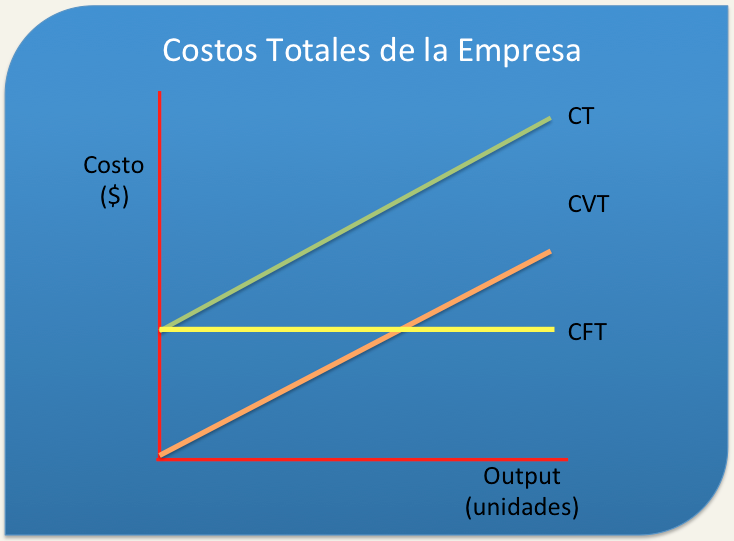 Costos Totales de la Empresa
CT
Costo
($)
CVT
CFT
Output
(unidades)